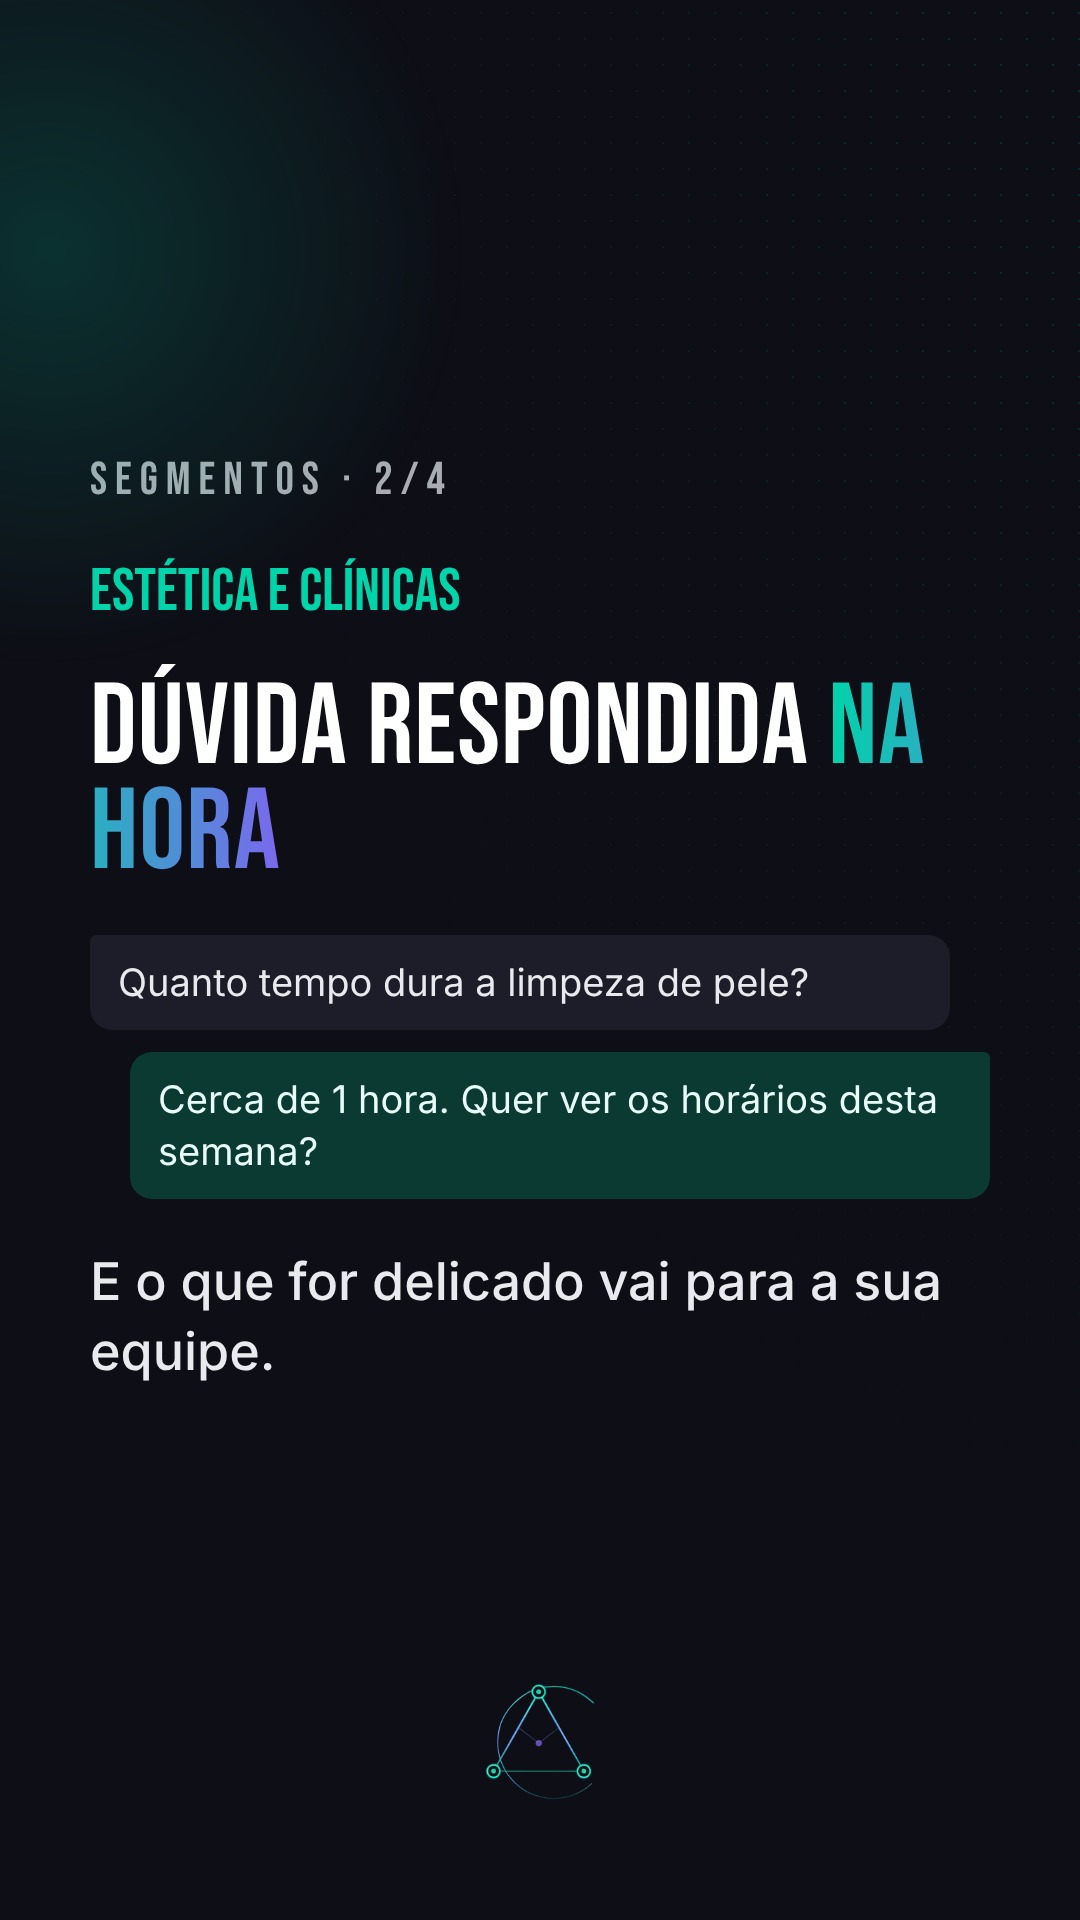 SEGMENTOS · 2/4
ESTÉTICA E CLÍNICAS
DÚVIDA RESPONDIDA NA
HORA
Quanto tempo dura a limpeza de pele?
Cerca de 1 hora. Quer ver os horários desta
semana?
E o que for delicado vai para a sua
equipe.